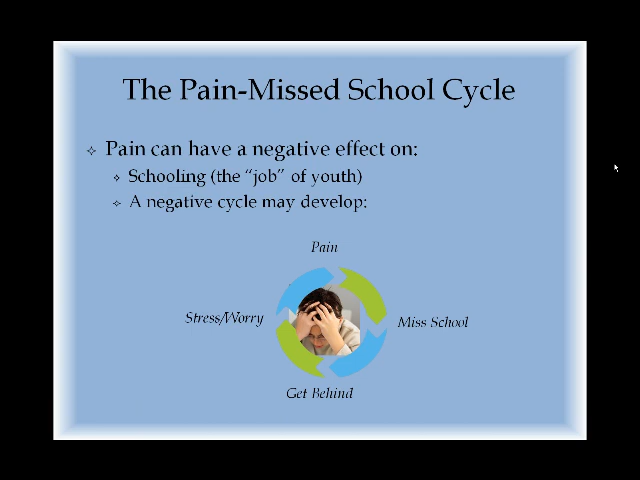 The Pain-Missed School Cycle
Pain can have a negative effect on:
Schooling (the “job” of youth)
A negative cycle may develop:
Pain
Stress/Worry
Miss School
Get Behind